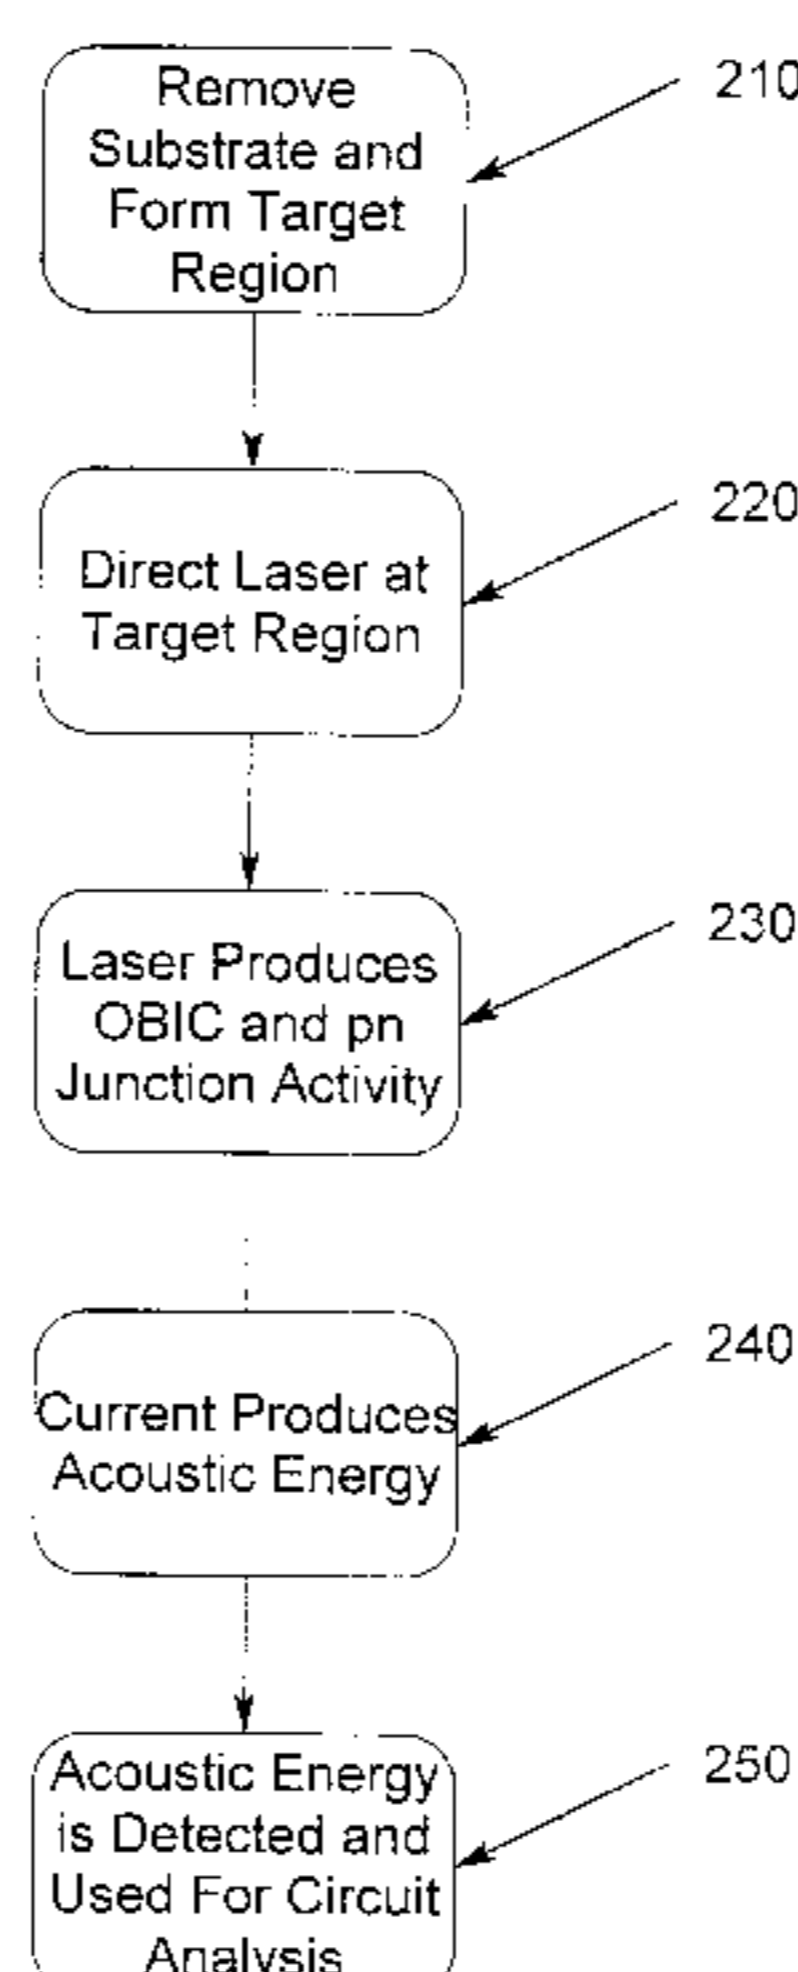 Remove
Substrate and
Form Target
Region
210
Direct Laser at
Target Region
220
Laser Produces
OBIC and pn
Junction Activity
230
Current Produces
Acoustic Energy
240
Acoustic Energy
is Detected and
Used For Circuit
Analysis
250